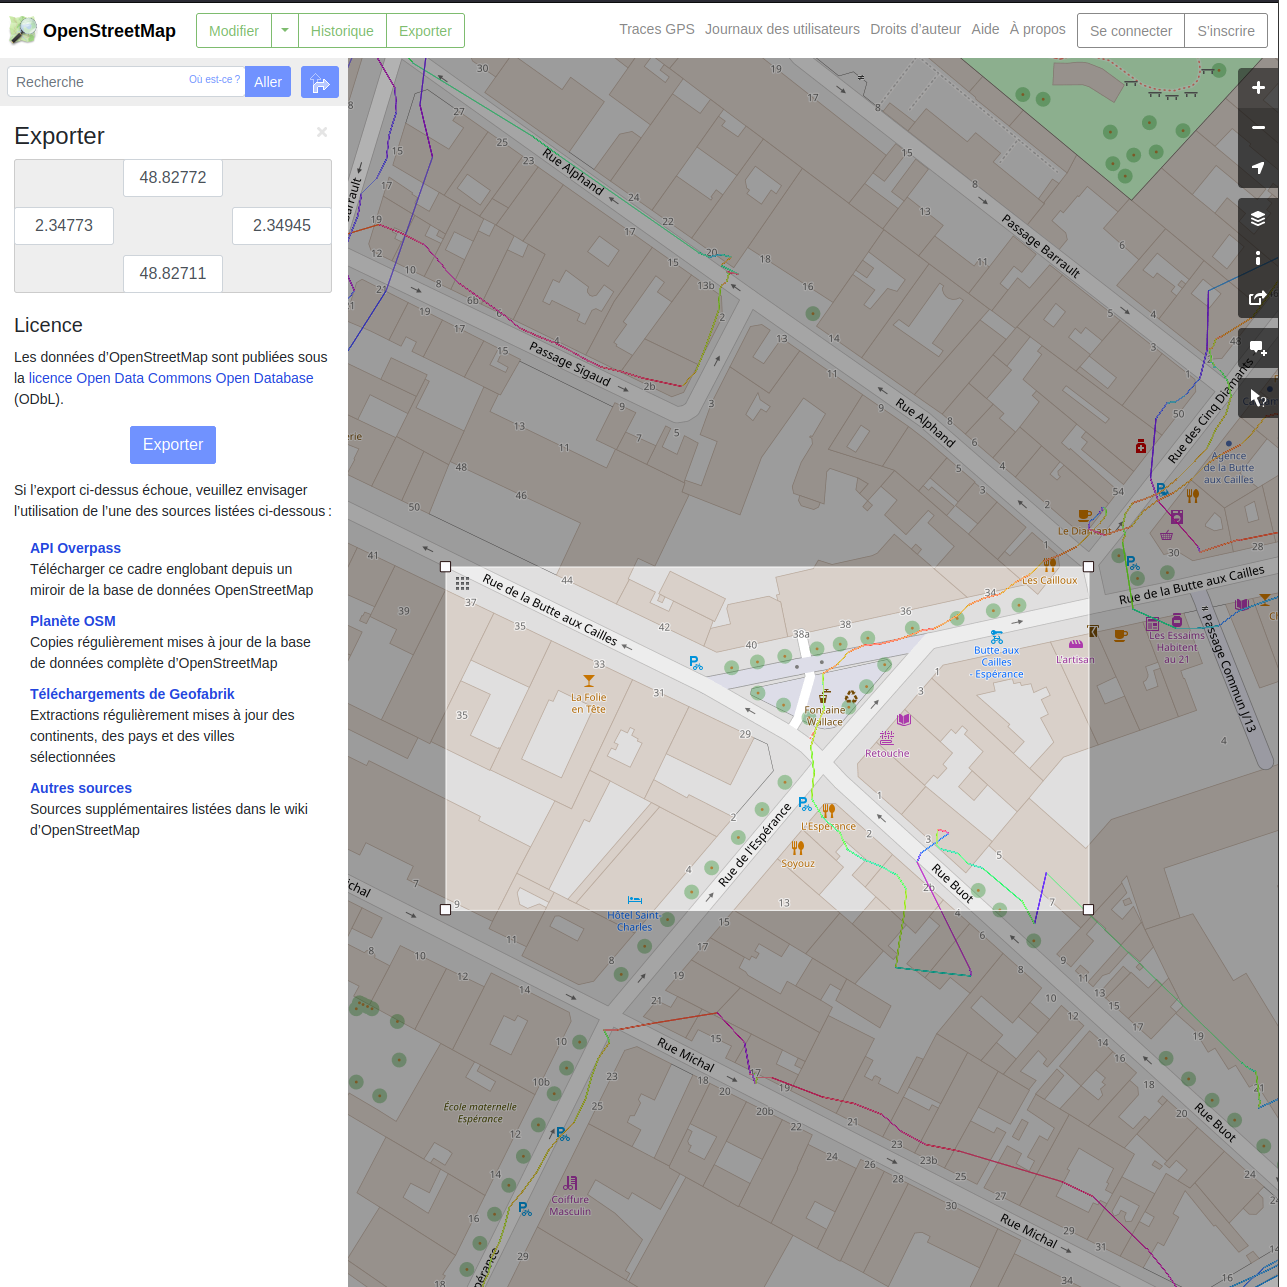 OpenStreetMap
Modifier
Historique
Exporter
Traces GPS
Journaux des utilisateurs
Droits d’auteur
Aide
À propos
Se connecter
S’inscrire
Recherche
Où est-ce ?
Aller
Exporter
48.82772
2.34773
2.34945
48.82711
Licence
Les données d’OpenStreetMap sont publiées sous
la licence Open Data Commons Open Database
(ODbL).
Exporter
Si l’export ci-dessus échoue, veuillez envisager
l’utilisation de l’une des sources listées ci-dessous :
API Overpass
Télécharger ce cadre englobant depuis un
miroir de la base de données OpenStreetMap
Planète OSM
Copies régulièrement mises à jour de la base
de données complète d’OpenStreetMap
Téléchargements de Geofabrik
Extractions régulièrement mises à jour des
continents, des pays et des villes
sélectionnées
Autres sources
Sources supplémentaires listées dans le wiki
d’OpenStreetMap
Rue Alphand
Passage Barrault
Passage Sigaud
Rue Alphand
Rue des Cinq Diamants
Agence
de la Butte
aux Cailles
Le Diamant
Les Cailloux
Rue de la Butte aux Cailles
Rue de la Butte aux Cailles
Butte aux
Cailles
- Espérance
L'artisan
Les Essaims
Habitent
au 21
Passage Commun J/13
La Folie
en Tête
Fontaine
Wallace
Retouche
L'Espérance
Soyouz
Rue de l'Espérance
Rue Buot
Hôtel Saint-
Charles
Rue Michal
École maternelle
Espérance
Coiffure
Masculin
Rue Buot
Rue Michal